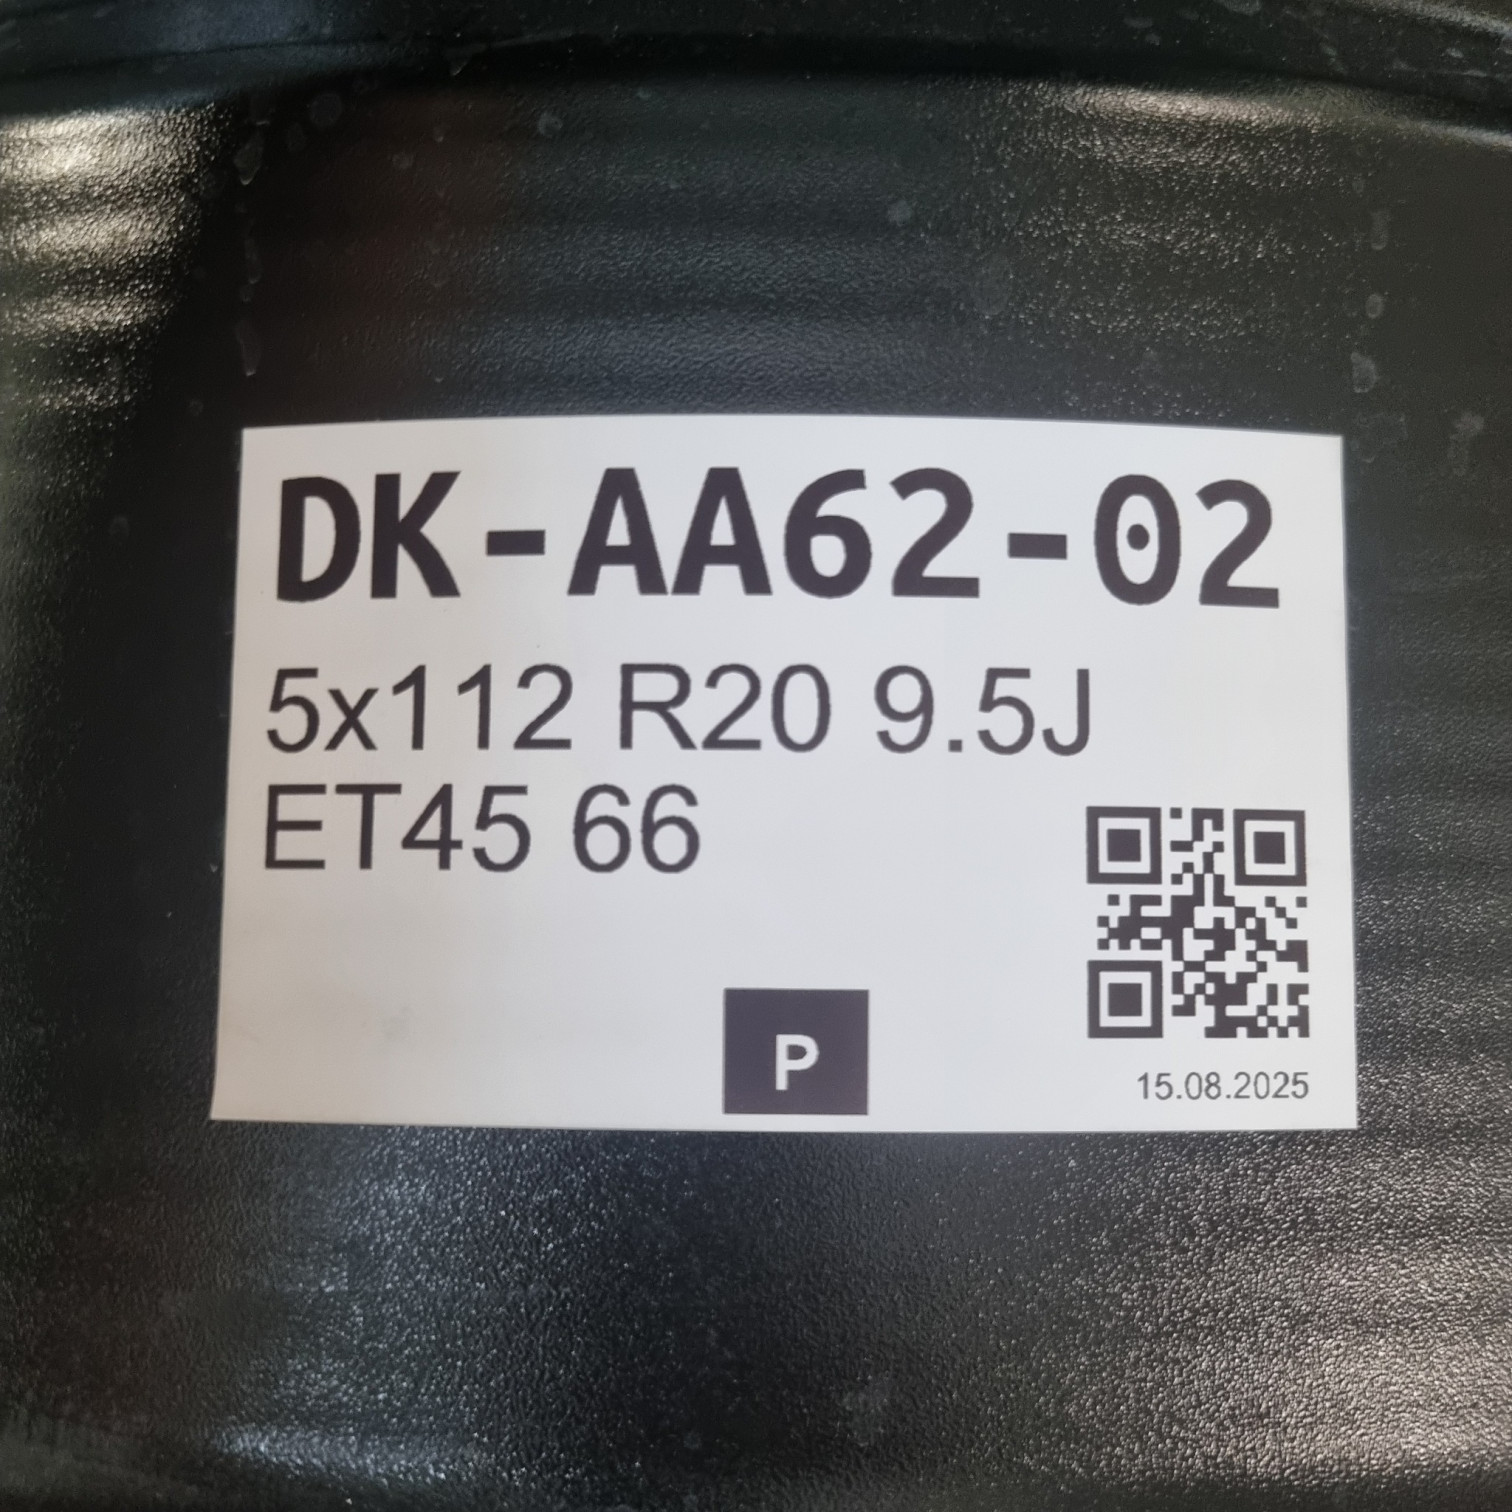 DK-AA62-02
5x112 R20 9.5J
ET45 66
P
15.08.2025